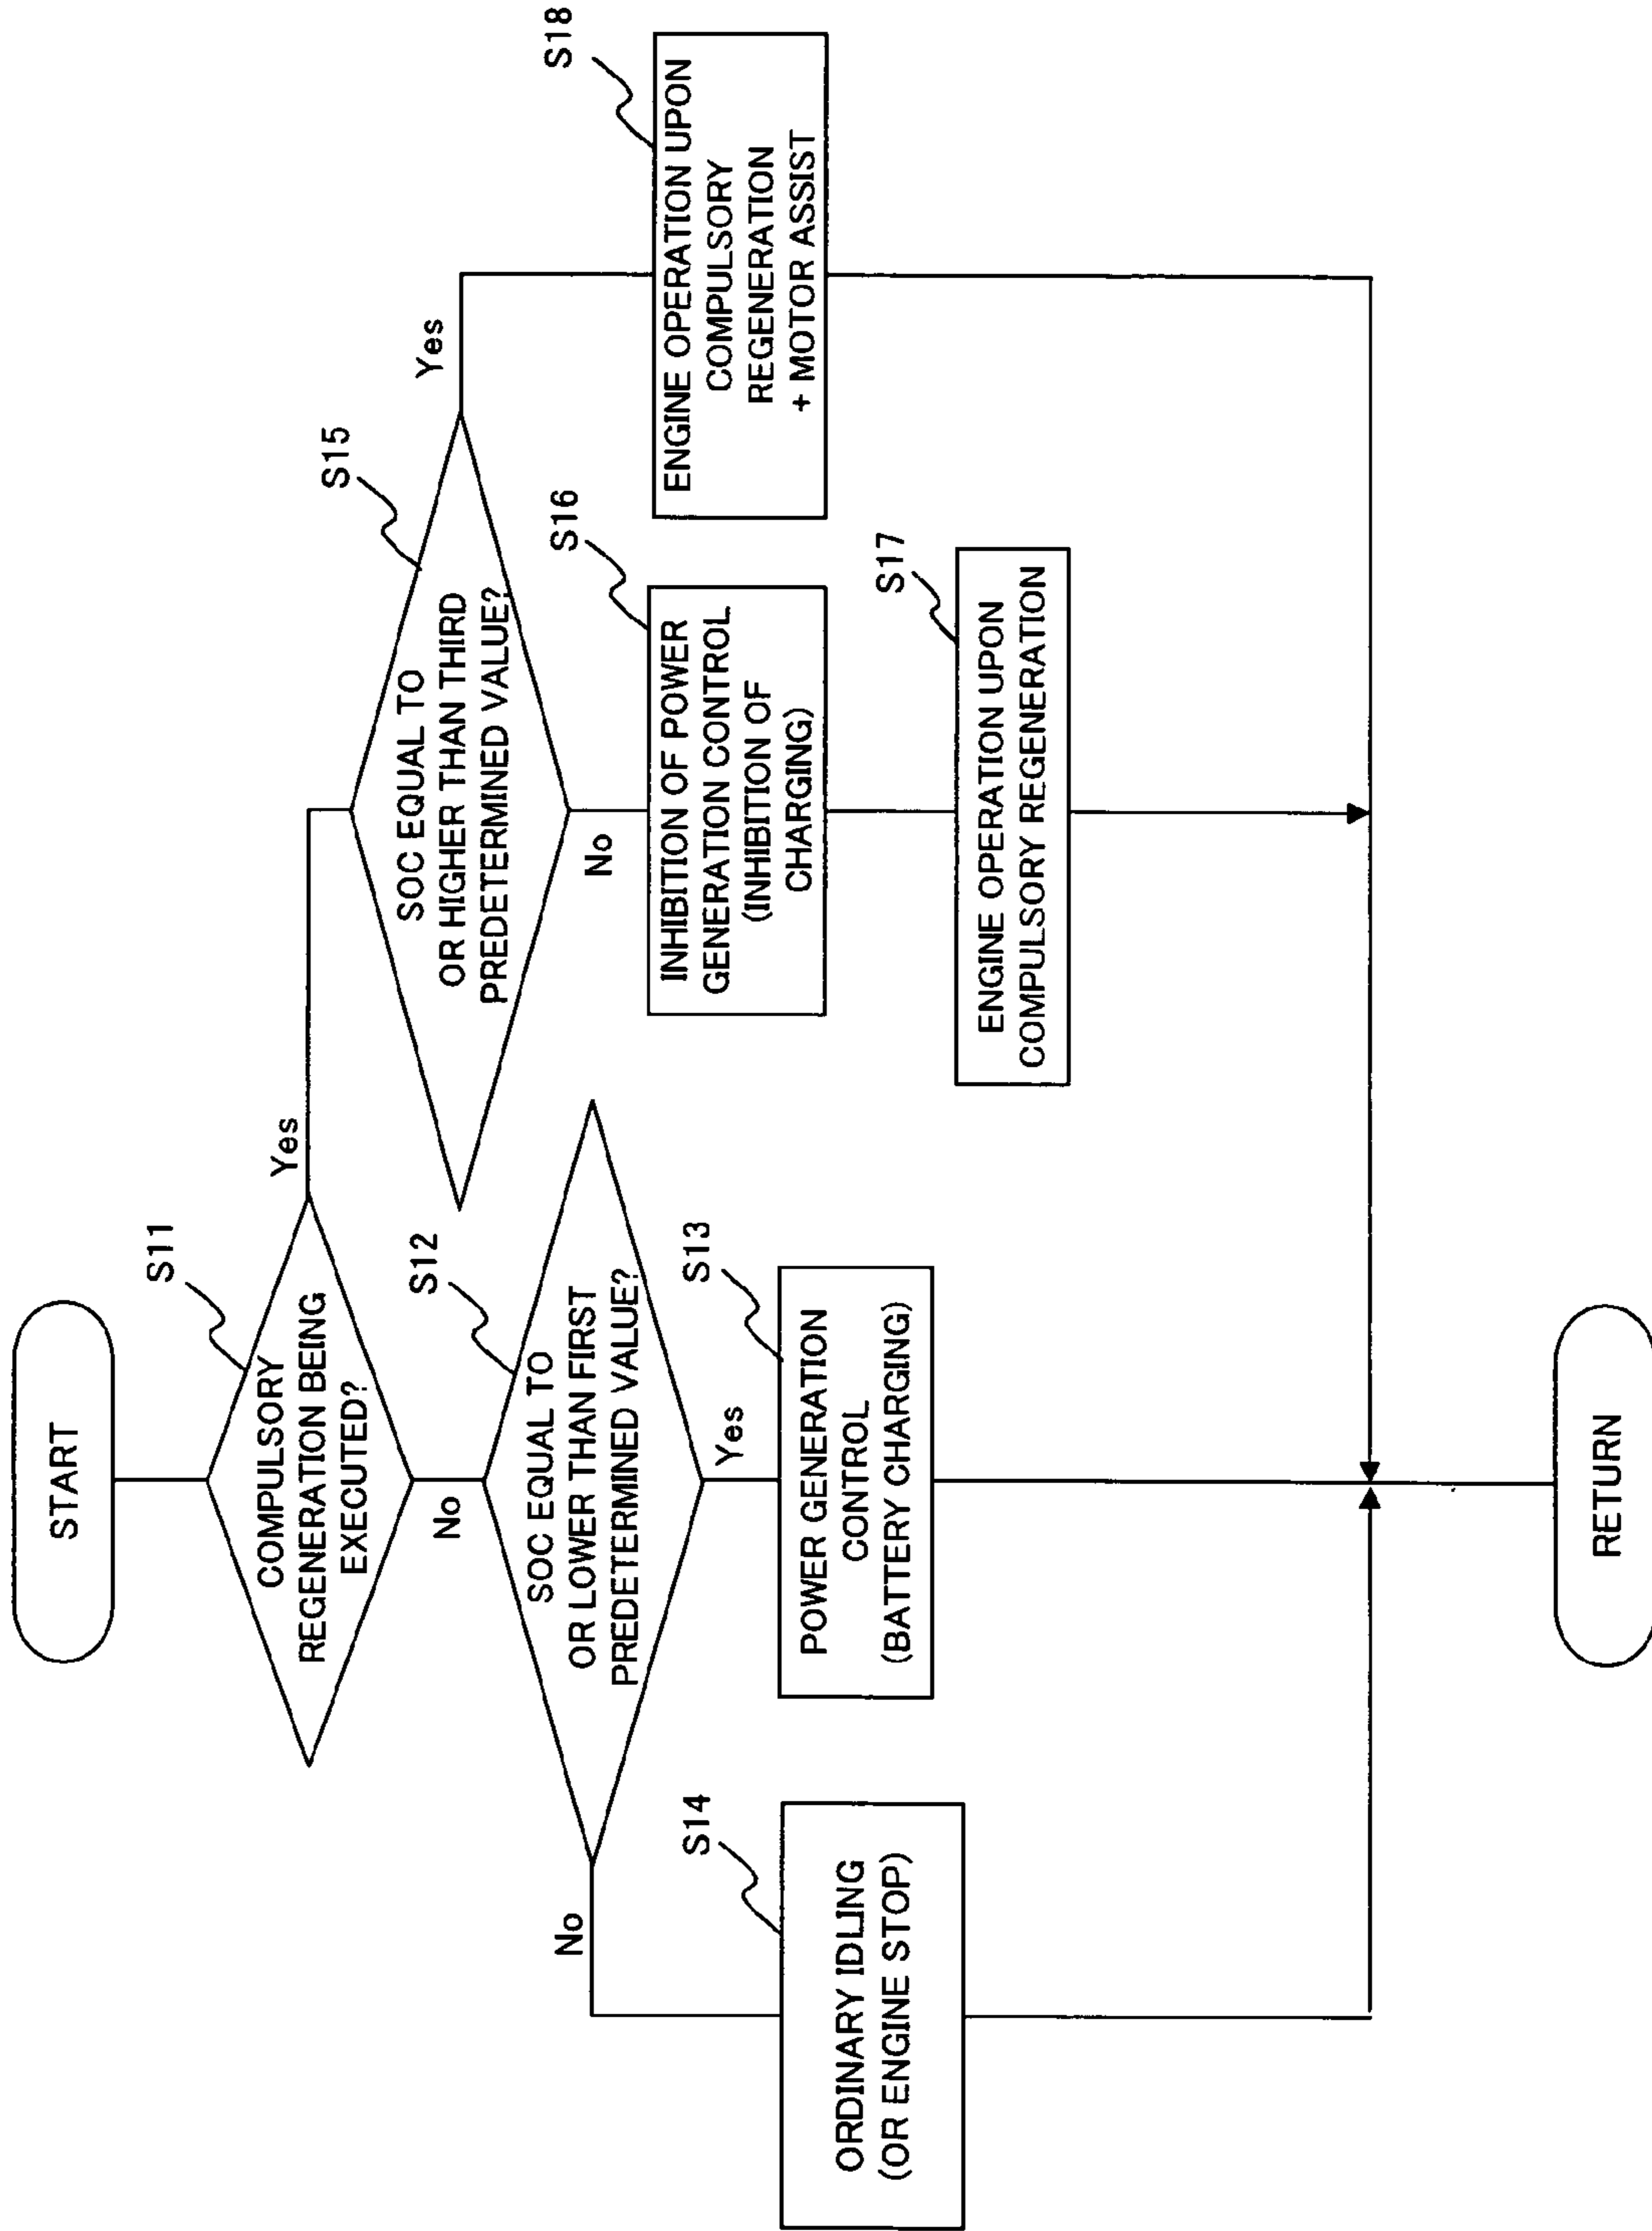 START
S11
COMPULSORY
REGENERATION BEING
EXECUTED?
Yes
No
S12
SOC EQUAL TO
OR LOWER THAN FIRST
PREDETERMINED VALUE?
Yes
No
S13
POWER GENERATION
CONTROL
(BATTERY CHARGING)
S14
ORDINARY IDLING
(OR ENGINE STOP)
S15
SOC EQUAL TO
OR HIGHER THAN THIRD
PREDETERMINED VALUE?
Yes
No
S16
INHIBITION OF POWER
GENERATION CONTROL
(INHIBITION OF
CHARGING)
S17
ENGINE OPERATION UPON
COMPULSORY REGENERATION
S18
ENGINE OPERATION UPON
COMPULSORY
REGENERATION
+ MOTOR ASSIST
RETURN